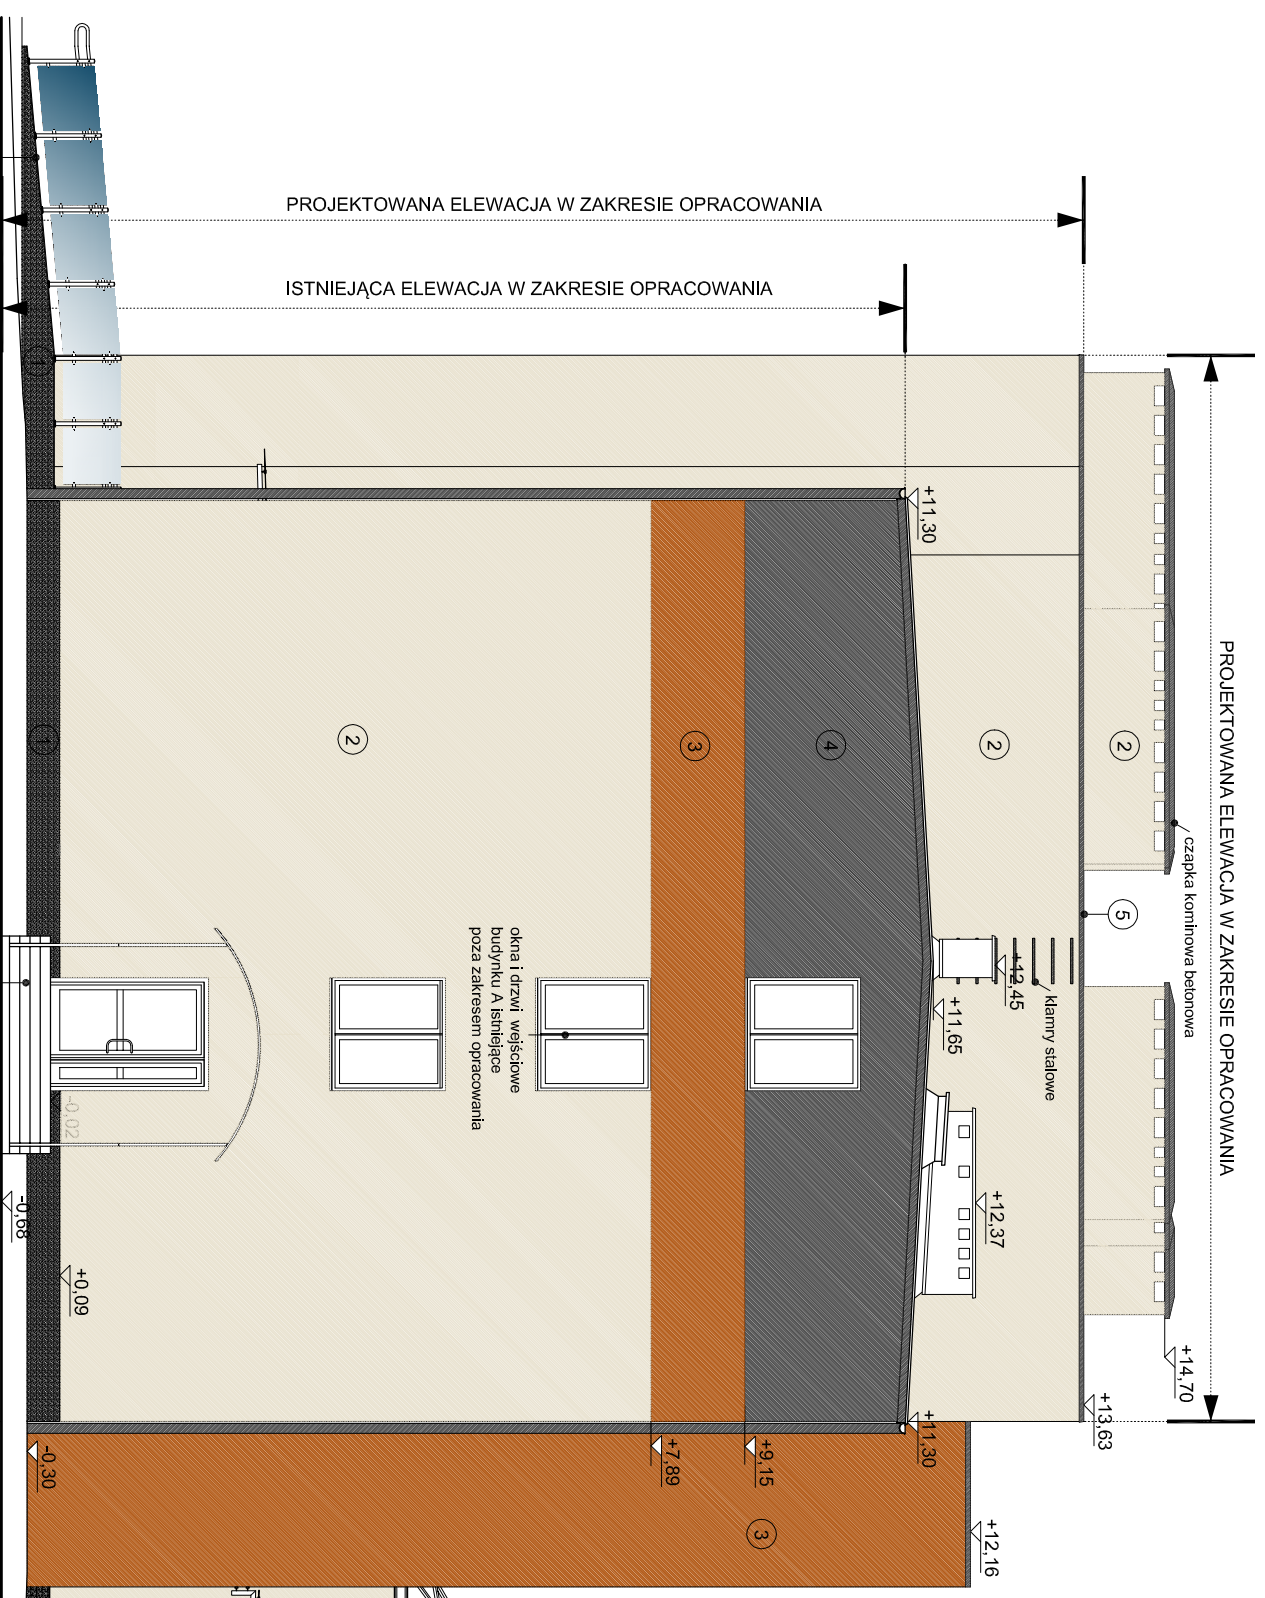 PROJEKTOWANA ELEWACJA W ZAKRESIE OPRACOWANIA
+14,70
czapka kominowa betonowa
2
5
+13,63
2
klamry stalowe
+12,45
+12,37
+12,16
+11,65
+11,30
+11,30
4
+9,15
3
3
+7,89
okna i drzwi wejściowe
budynku A istniejące
poza zakresem opracowania
2
+0,09
-0,02
1
1
-0,30
-0,68
PROJEKTOWANA ELEWACJA W ZAKRESIE OPRACOWANIA
ISTNIEJĄCA ELEWACJA W ZAKRESIE OPRACOWANIA